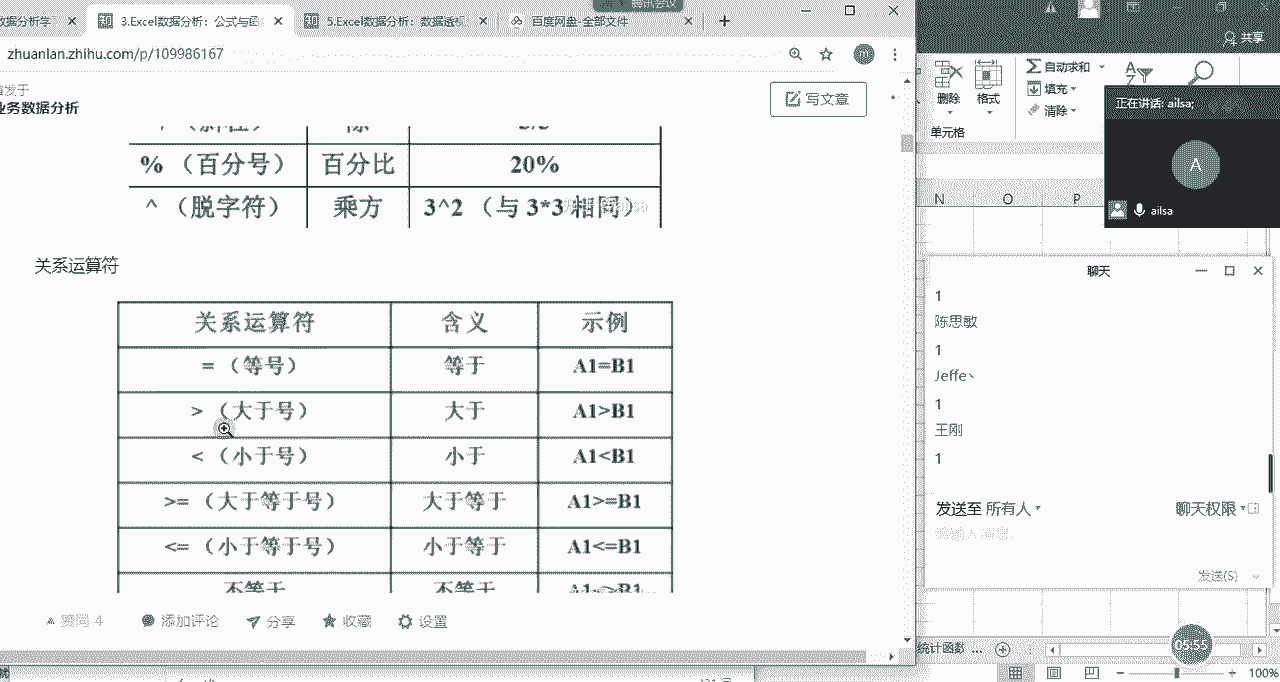 腾讯会议
3.Excel数据分析：公式与函
5.Excel数据分析：数据透视
百度网盘-全部文件
zhuanlan.zhihu.com/p/109986167
业务数据分析
写文章
% （百分号） 百分比 20%
^ （脱字符） 乘方 3^2 （与 3*3 相同）
关系运算符
关系运算符 含义 示例
= （等号） 等于 A1=B1
> （大于号） 大于 A1>B1
< （小于号） 小于 A1<B1
>= （大于等于号） 大于等于 A1>=B1
<= （小于等于号） 小于等于 A1<=B1
不等于 不等于 A1<>B1
赞同 4 添加评论 分享 收藏 设置
共享
删除 格式
自动求和
填充
清除
单元格
正在讲话: ailsa;
A
ailsa
N O P
聊天
1
陈思敏
1
Jeffe丶
1
王刚
1
发送至 所有人
聊天权限
请输入消息
发送(S)
统计函数 ...
05:55
100%